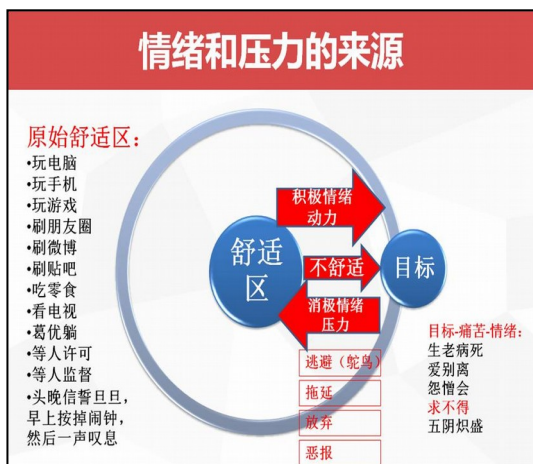 情绪和压力的来源
原始舒适区：
•玩电脑
•玩手机
•玩游戏
•刷朋友圈
•刷微博
•刷贴吧
•吃零食
•看电视
•葛优躺
•等人许可
•等人监督
•头晚信誓旦旦，
早上按掉闹钟，
然后一声叹息
舒适
区
积极情绪
动力
不舒适
消极情绪
压力
目标
逃避（鸵鸟）
拖延
放弃
恶报
目标-痛苦-情绪：
生老病死
爱别离
怨憎会
求不得
五阴炽盛